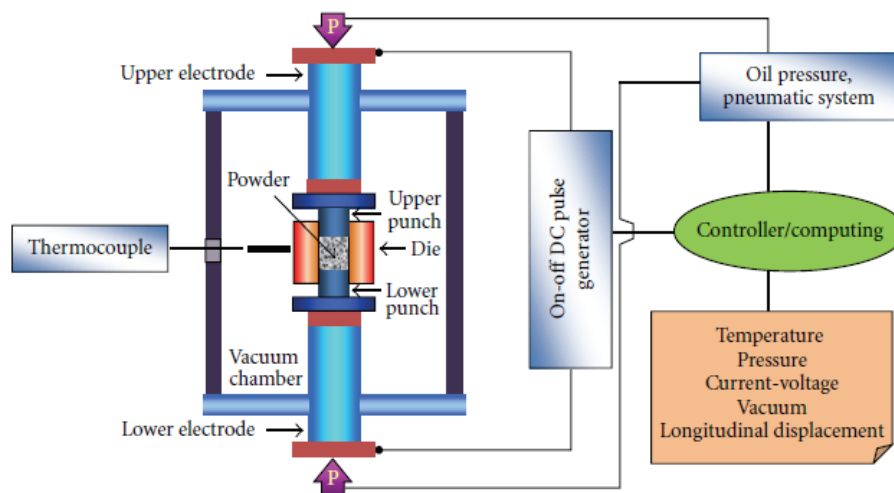 P
Upper electrode
Oil pressure,
pneumatic system
Powder
Upper
punch
Thermocouple
Die
On-off DC pulse
generator
Controller/computing
Lower
punch
Vacuum
chamber
Temperature
Pressure
Current-voltage
Vacuum
Longitudinal displacement
Lower electrode
P